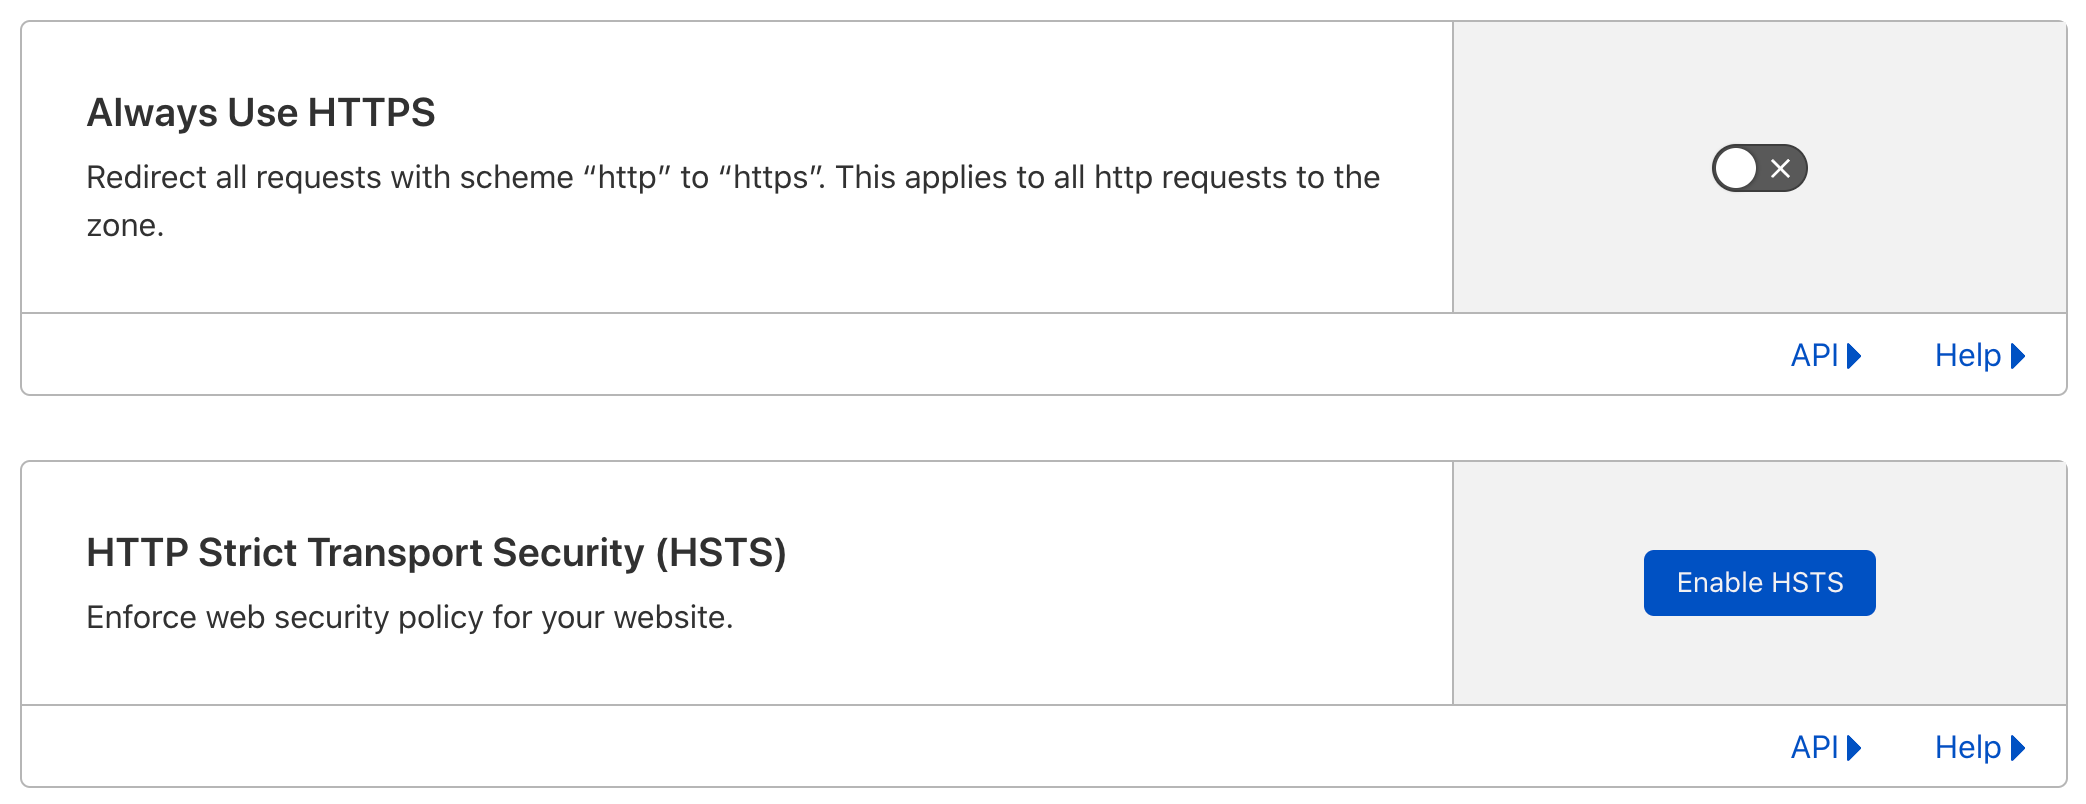 Always Use HTTPS
Redirect all requests with scheme “http” to “https”. This applies to all http requests to the
zone.
API
Help
HTTP Strict Transport Security (HSTS)
Enforce web security policy for your website.
Enable HSTS
API
Help